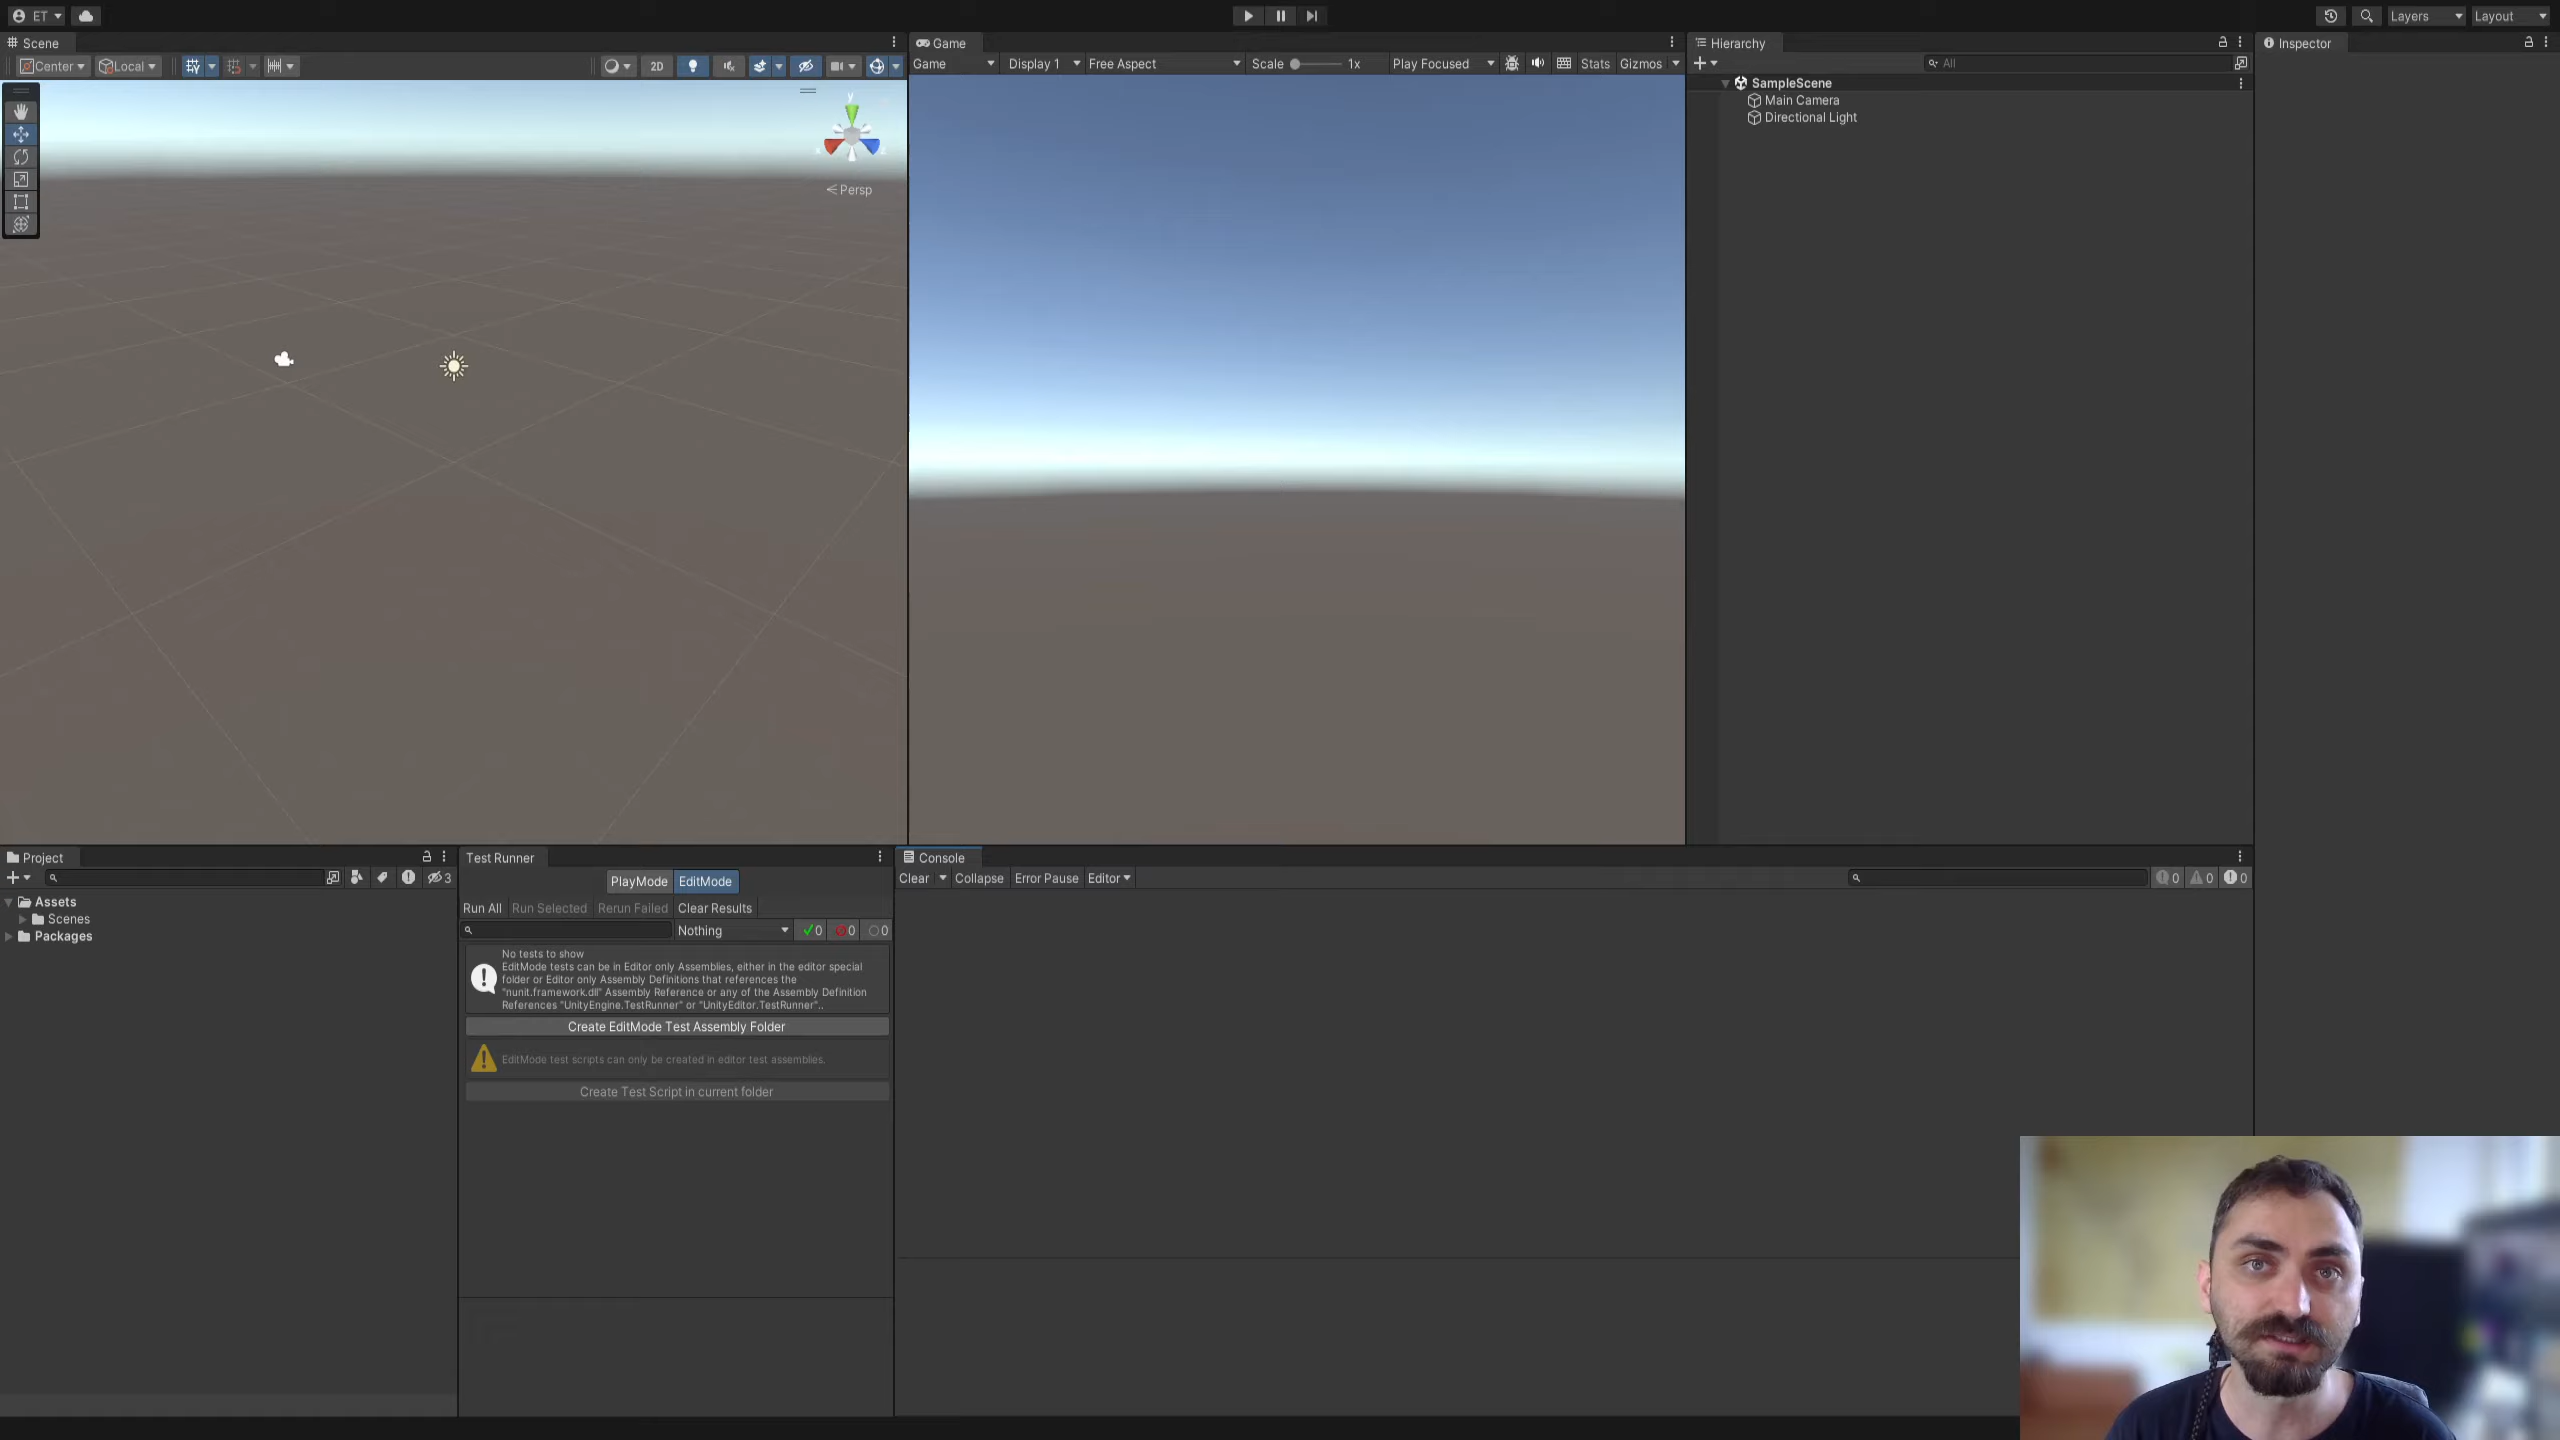 ET
Layers
Layout
Scene
Center
Local
2D
y
Persp
Game
Game
Display 1
Free Aspect
Scale
1x
Play Focused
Stats
Gizmos
Hierarchy
All
SampleScene
Main Camera
Directional Light
Inspector
Project
3
Assets
Scenes
Packages
Test Runner
PlayMode
EditMode
Run All
Run Selected
Rerun Failed
Clear Results
Nothing
0
0
0
No tests to show
EditMode tests can be in Editor only Assemblies, either in the editor special
folder or Editor only Assembly Definitions that references the
"nunit.framework.dll" Assembly Reference or any of the Assembly Definition
References "UnityEngine.TestRunner" or "UnityEditor.TestRunner"..
Create EditMode Test Assembly Folder
EditMode test scripts can only be created in editor test assemblies.
Create Test Script in current folder
Console
Clear
Collapse
Error Pause
Editor
0
0
0